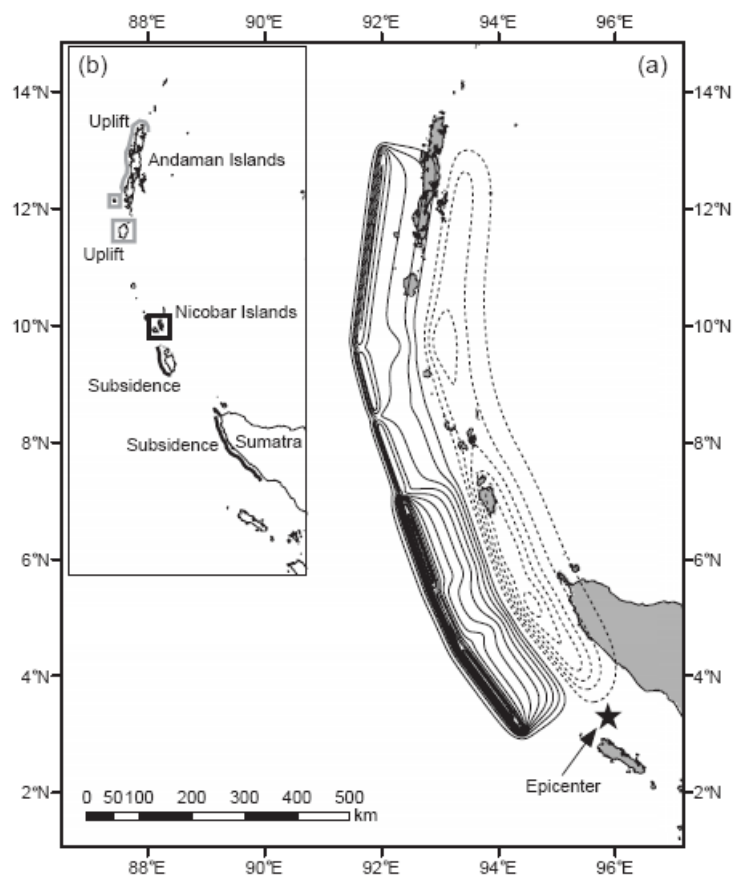 88°E 90°E 92°E 94°E 96°E
(b)
(a)
14°N
14°N
Uplift
Andaman Islands
12°N
12°N
Uplift
10°N
10°N
Nicobar Islands
Subsidence
8°N
8°N
Subsidence
Sumatra
6°N
6°N
4°N
4°N
Epicenter
2°N
2°N
0 50 100 200 300 400 500
km
88°E 90°E 92°E 94°E 96°E